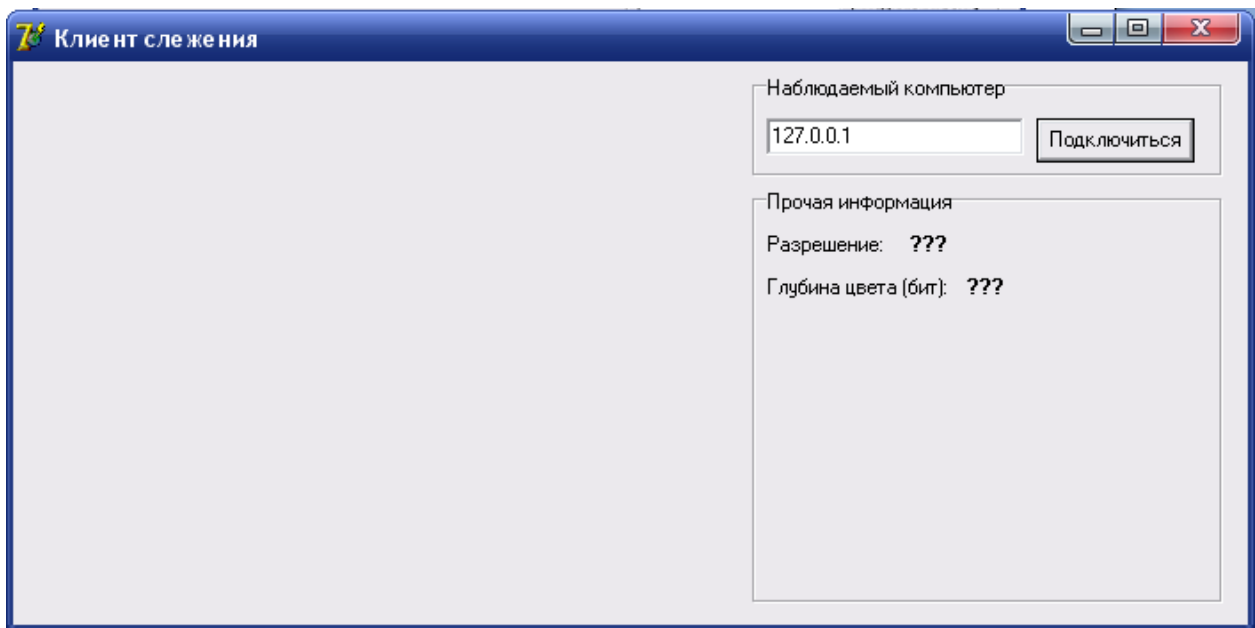 Клиент слежения
Наблюдаемый компьютер
127.0.0.1
Подключиться
Прочая информация
Разрешение: ???
Глубина цвета (бит): ???